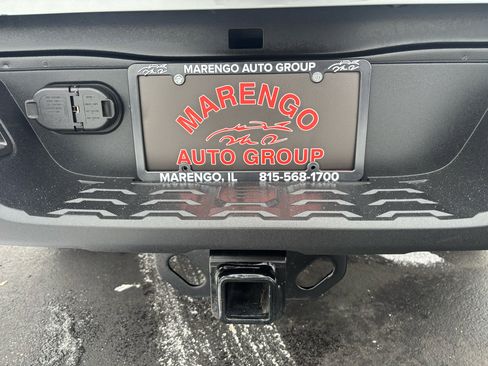 MARENGO AUTO GROUP
MARENGO
AUTO GROUP
MARENGO, IL 815-568-1700